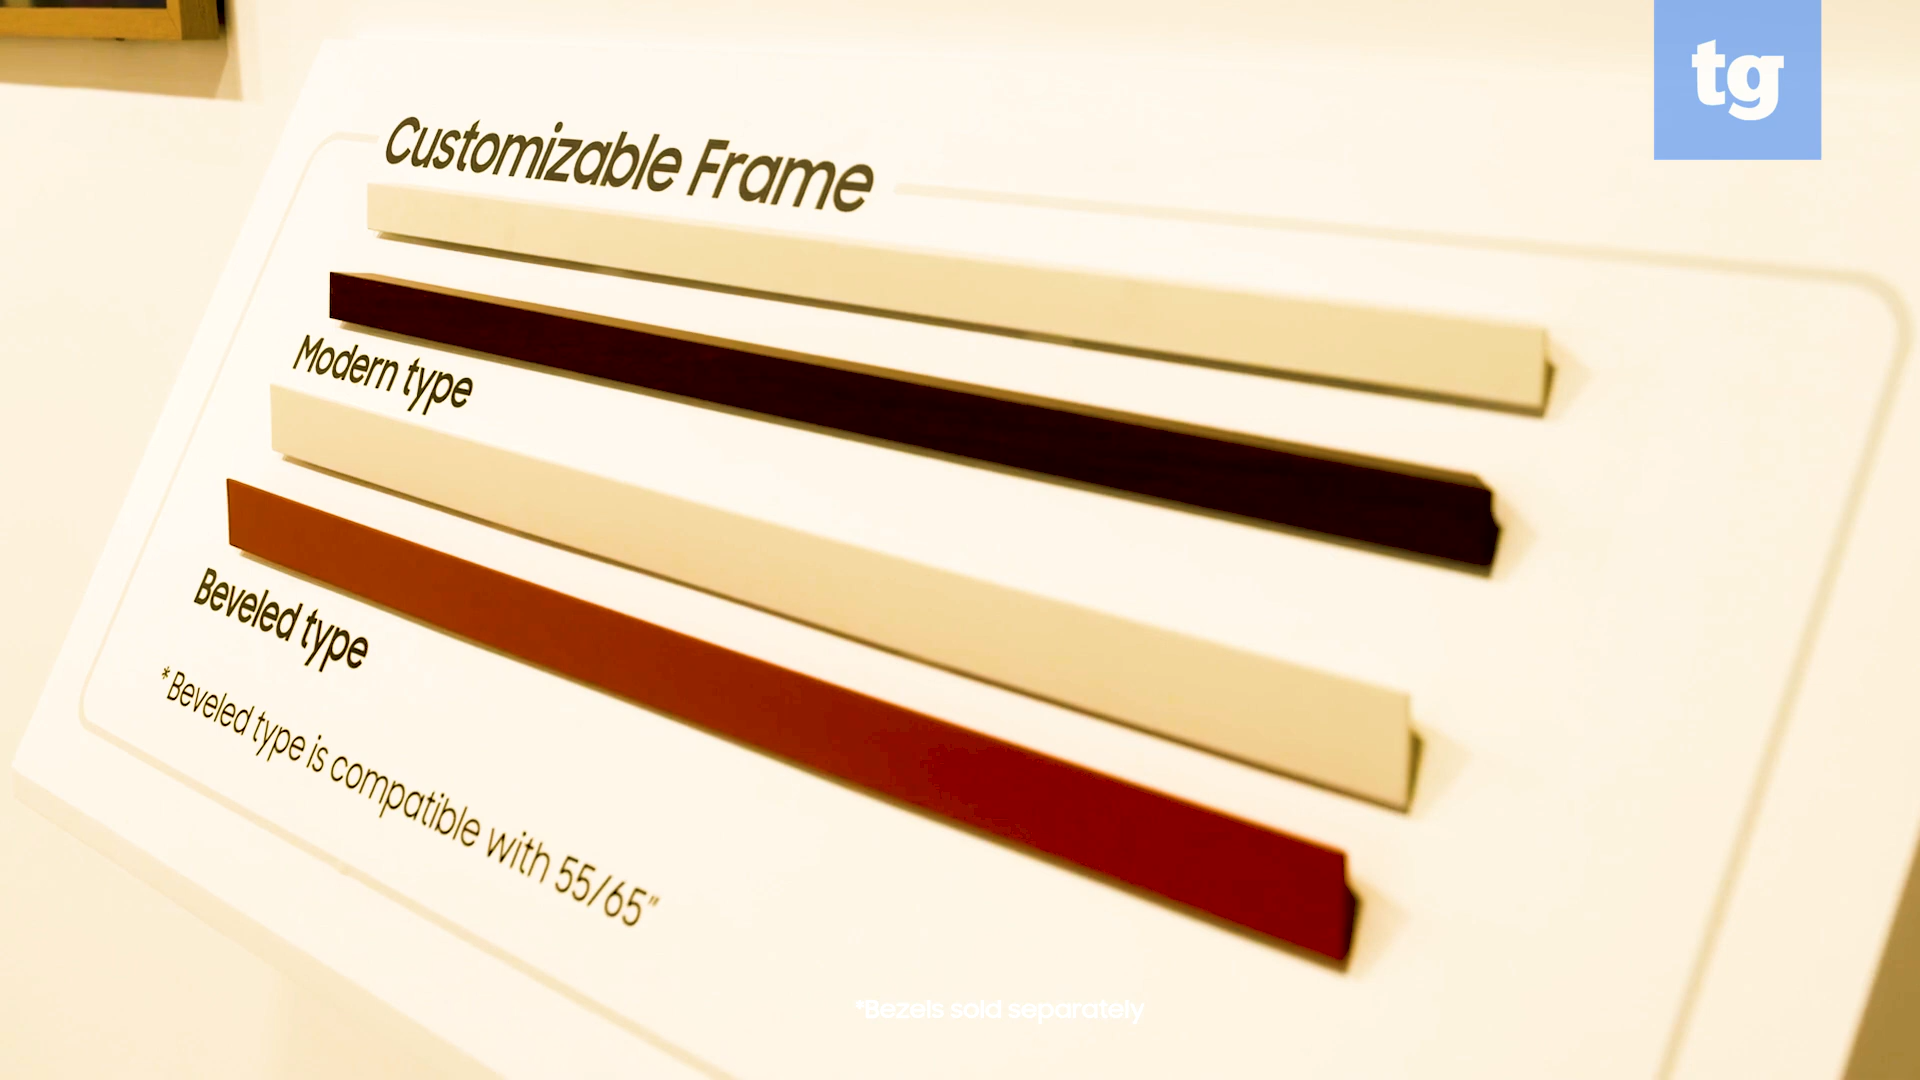 tg
Customizable Frame
Modern type
Beveled type
*Beveled type is compatible with 55/65"
*Bezels sold separately